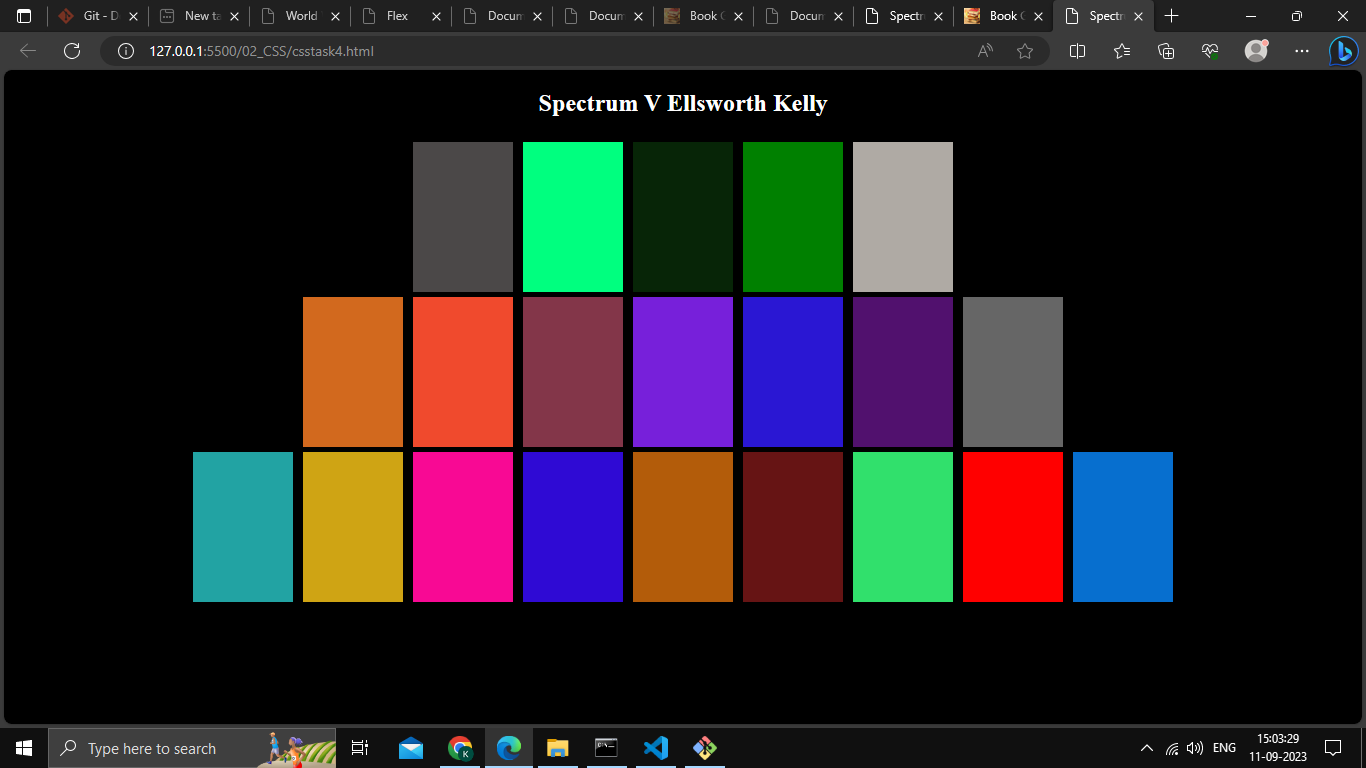 Git - D
New ta
World
Flex
Docum
Docum
Book C
Docum
Spectr
Book C
Spectr
127.0.0.1:5500/02_CSS/csstask4.html
Spectrum V Ellsworth Kelly
Type here to search
K
ENG
15:03:29
11-09-2023